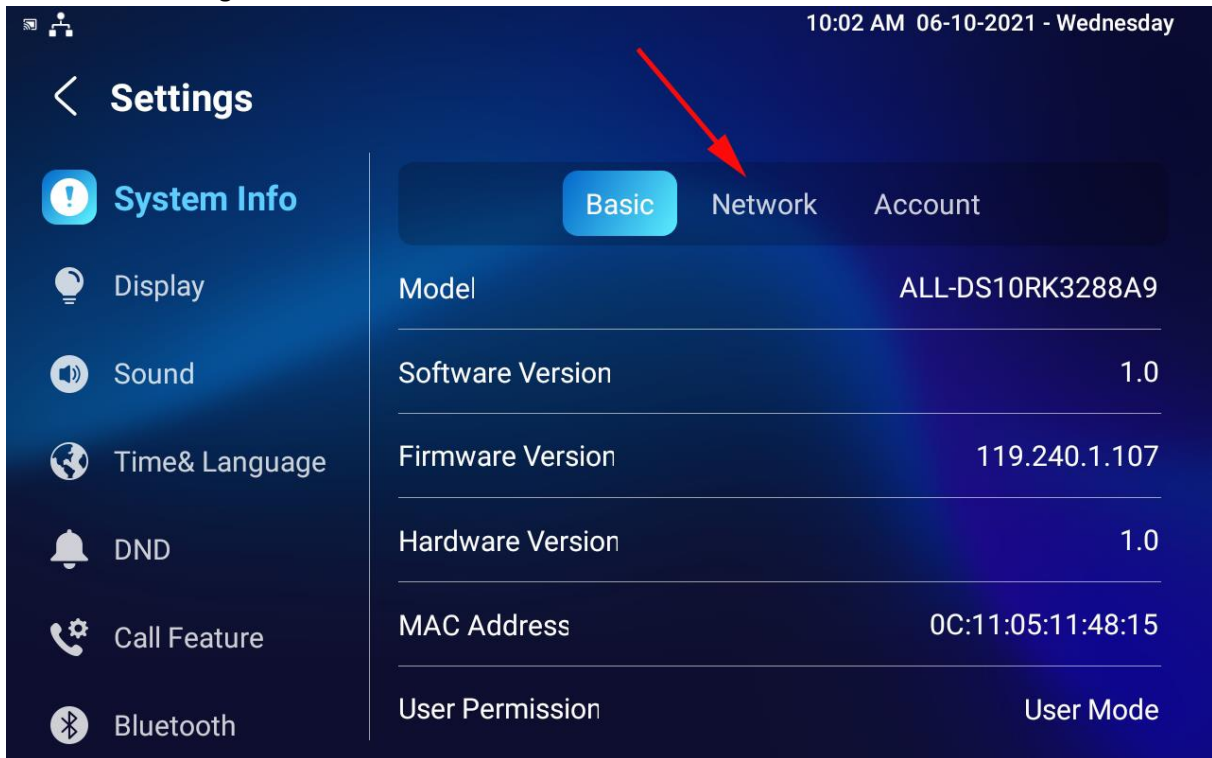 10:02 AM 06-10-2021 - Wednesday
Settings
System Info
Display
Sound
Time& Language
DND
Call Feature
Bluetooth
Basic Network Account
Model ALL-DS10RK3288A9
Software Version 1.0
Firmware Version 119.240.1.107
Hardware Version 1.0
MAC Address 0C:11:05:11:48:15
User Permission User Mode